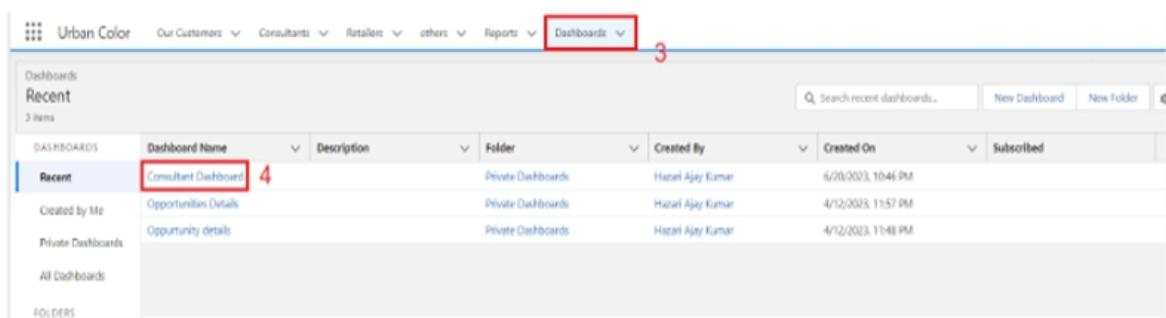 Urban Color Our Customers Consultants Retailers others Reports Dashboards
3
Dashboards
Recent
3 items
Search recent dashboards... New Dashboard New Folder
DASHBOARDS Dashboard Name Description Folder Created By Created On Subscribed
Recent Consultant Dashboard 4 Private Dashboards Hazari Ajay Kumar 6/20/2023, 10:46 PM
Created by Me Opportunities Details Private Dashboards Hazari Ajay Kumar 4/12/2023, 11:57 PM
Oppurtunity details Private Dashboards Hazari Ajay Kumar 4/12/2023, 11:48 PM
Private Dashboards
All Dashboards
FOLDERS